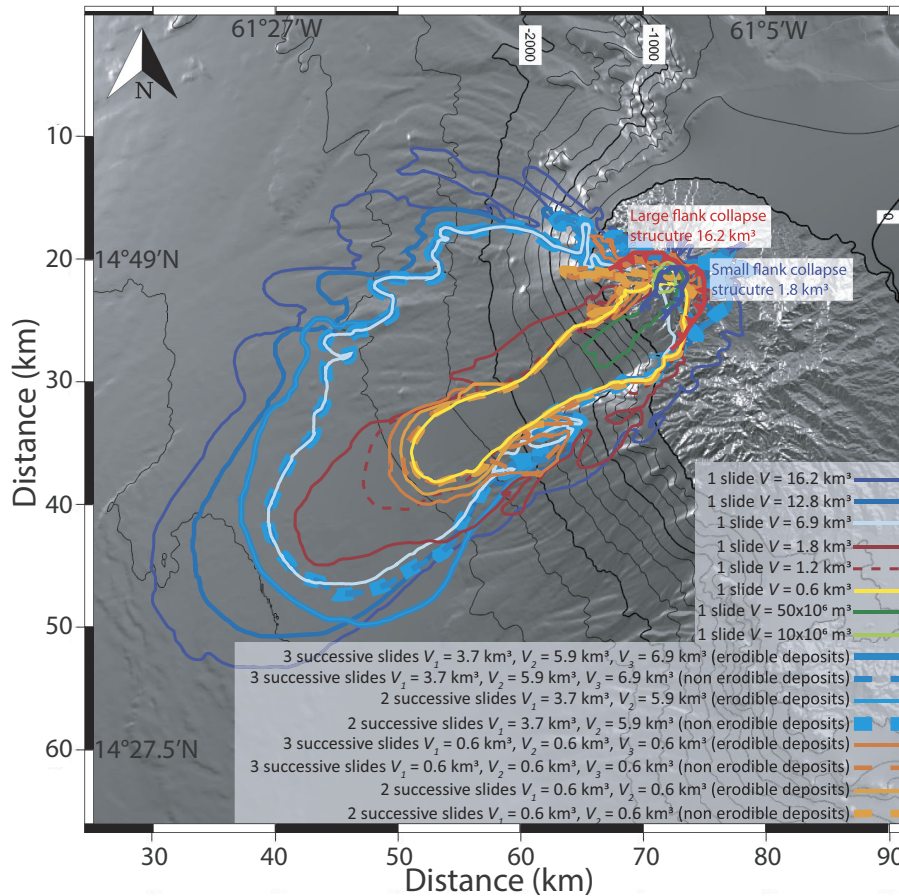 61°27'W
61°5'W
-2000
-1000
N
0
10
20
30
40
50
60
Distance (km)
14°49'N
14°27.5'N
Large flank collapse
strucutre 16.2 km³
Small flank collapse
strucutre 1.8 km³
1 slide V = 16.2 km³
1 slide V = 12.8 km³
1 slide V = 6.9 km³
1 slide V = 1.8 km³
1 slide V = 1.2 km³
1 slide V = 0.6 km³
1 slide V = 50x10⁶ m³
1 slide V = 10x10⁶ m³
3 successive slides V₁ = 3.7 km³, V₂ = 5.9 km³, V₃ = 6.9 km³ (erodible deposits)
3 successive slides V₁ = 3.7 km³, V₂ = 5.9 km³, V₃ = 6.9 km³ (non erodible deposits)
2 successive slides V₁ = 3.7 km³, V₂ = 5.9 km³ (erodible deposits)
2 successive slides V₁ = 3.7 km³, V₂ = 5.9 km³ (non erodible deposits)
3 successive slides V₁ = 0.6 km³, V₂ = 0.6 km³, V₃ = 0.6 km³ (erodible deposits)
3 successive slides V₁ = 0.6 km³, V₂ = 0.6 km³, V₃ = 0.6 km³ (non erodible deposits)
2 successive slides V₁ = 0.6 km³, V₂ = 0.6 km³ (erodible deposits)
2 successive slides V₁ = 0.6 km³, V₂ = 0.6 km³ (non erodible deposits)
30 40 50 60 70 80 90
Distance (km)